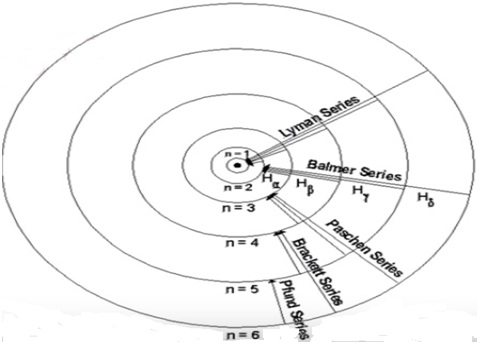 Lyman Series
n = 1
Balmer Series
Hα
Hβ
Hγ
Hδ
n = 2
n = 3
Paschen Series
n = 4
Brackett Series
n = 5
Pfund Series
n = 6